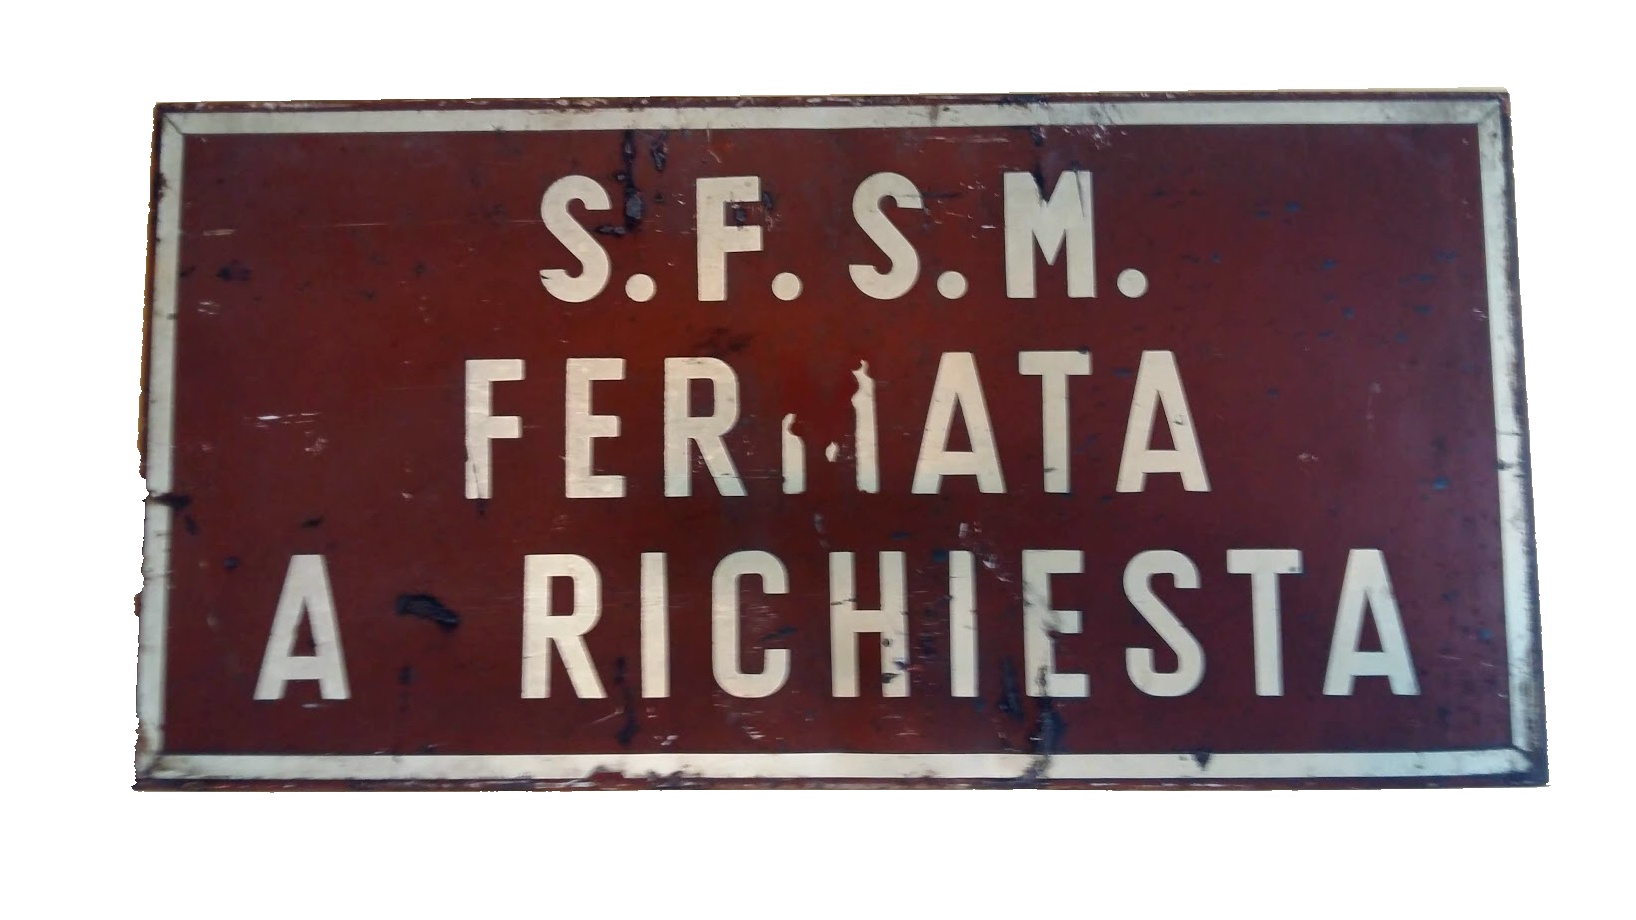 S. F. S. M.
FERMATA
A RICHIESTA